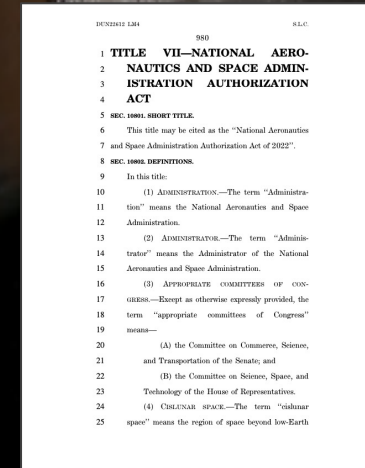 DUN22612 LM4 S.L.C.
980
1 TITLE VII—NATIONAL AERO-
2 NAUTICS AND SPACE ADMIN-
3 ISTRATION AUTHORIZATION
4 ACT
5 SEC. 10801. SHORT TITLE.
6 This title may be cited as the “National Aeronautics
7 and Space Administration Authorization Act of 2022”.
8 SEC. 10802. DEFINITIONS.
9 In this title:
10 (1) ADMINISTRATION.—The term “Administra-
11 tion” means the National Aeronautics and Space
12 Administration.
13 (2) ADMINISTRATOR.—The term “Adminis-
14 trator” means the Administrator of the National
15 Aeronautics and Space Administration.
16 (3) APPROPRIATE COMMITTEES OF CON-
17 GRESS.—Except as otherwise expressly provided, the
18 term “appropriate committees of Congress”
19 means—
20 (A) the Committee on Commerce, Science,
21 and Transportation of the Senate; and
22 (B) the Committee on Science, Space, and
23 Technology of the House of Representatives.
24 (4) CISLUNAR SPACE.—The term “cislunar
25 space” means the region of space beyond low-Earth